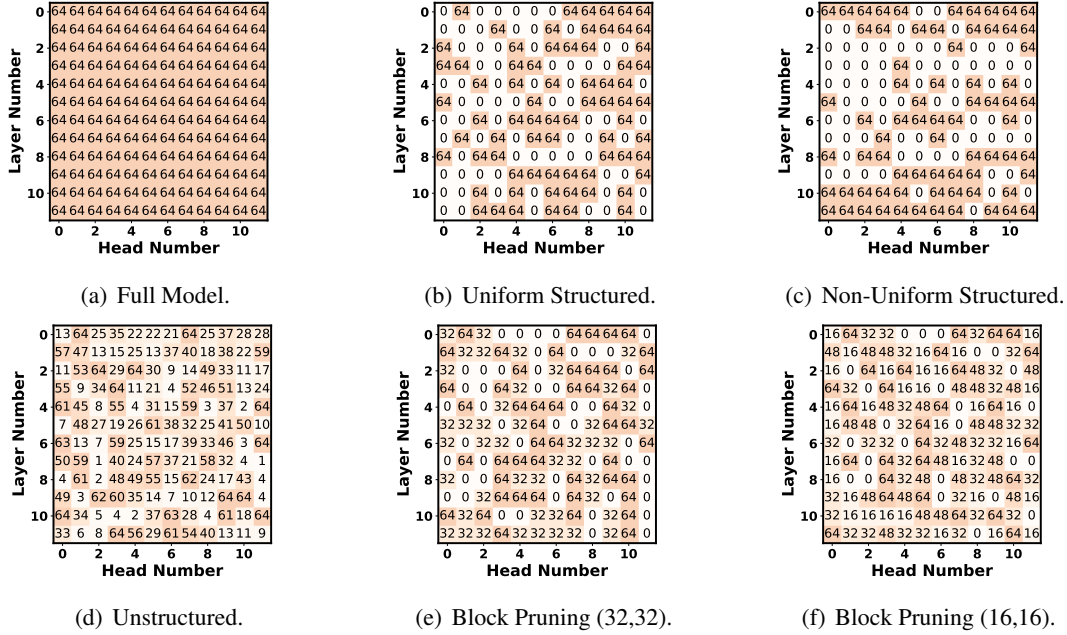 0 64 64 64 64 64 64 64 64 64 64 64 64
64 64 64 64 64 64 64 64 64 64 64 64
2 64 64 64 64 64 64 64 64 64 64 64 64
64 64 64 64 64 64 64 64 64 64 64 64
4 64 64 64 64 64 64 64 64 64 64 64 64
64 64 64 64 64 64 64 64 64 64 64 64
6 64 64 64 64 64 64 64 64 64 64 64 64
64 64 64 64 64 64 64 64 64 64 64 64
8 64 64 64 64 64 64 64 64 64 64 64 64
64 64 64 64 64 64 64 64 64 64 64 64
10 64 64 64 64 64 64 64 64 64 64 64 64
64 64 64 64 64 64 64 64 64 64 64 64
0 2 4 6 8 10
Layer Number
Head Number
(a) Full Model.
0 0 64 0 0 0 0 0 64 64 64 64 64
0 0 0 64 0 0 64 0 64 64 64 64
2 64 0 0 0 64 0 64 64 64 0 0 64
64 64 0 0 64 64 0 0 0 0 64 64
4 0 0 64 0 64 0 64 0 64 64 64 0
64 0 0 0 0 64 0 0 64 64 64 64
6 0 0 64 0 64 64 64 64 0 0 64 0
0 64 0 64 0 64 64 0 0 64 0 64
8 64 0 64 64 0 0 0 0 0 64 64 64
0 0 0 0 64 64 64 64 64 0 0 64
10 0 0 64 0 64 0 64 64 0 0 64 0
0 0 64 64 64 0 64 64 0 0 64 0
0 2 4 6 8 10
Layer Number
Head Number
(b) Uniform Structured.
0 64 64 64 64 64 0 0 64 64 64 64 64
0 0 64 64 0 64 64 0 64 64 64 64
2 0 0 0 0 0 0 0 64 0 0 0 64
0 0 0 0 64 0 0 0 0 0 0 0
4 0 0 0 0 64 0 64 0 64 0 64 0
64 0 0 0 64 0 0 0 64 64 64 64
6 0 0 64 0 64 64 64 64 0 0 64 0
0 0 0 64 0 0 64 0 0 0 0 0
8 64 0 64 64 0 0 0 0 64 64 64 64
0 0 0 0 64 64 64 64 64 0 0 64
10 64 64 64 64 64 0 64 64 64 0 64 64
64 64 64 64 64 64 64 64 0 64 64 64
0 2 4 6 8 10
Layer Number
Head Number
(c) Non-Uniform Structured.
0 13 64 25 35 22 22 21 64 25 37 28 28
57 47 13 15 25 13 37 40 18 38 22 59
2 11 53 64 29 64 30 9 14 49 33 11 17
55 9 34 64 11 21 4 52 46 51 13 24
4 61 45 8 55 4 31 15 59 3 37 2 64
7 48 27 19 26 61 38 32 25 41 50 10
6 63 13 7 59 25 15 17 39 33 46 3 64
50 59 1 40 24 57 37 21 58 32 4 1
8 4 61 2 48 49 55 15 62 24 17 43 4
49 3 62 60 35 14 7 10 12 64 64 4
10 64 34 5 4 2 37 63 28 4 61 18 64
33 6 8 64 56 29 61 54 40 13 11 9
0 2 4 6 8 10
Layer Number
Head Number
(d) Unstructured.
0 32 64 32 0 0 0 0 64 64 64 64 0
64 32 32 64 32 0 64 0 0 0 32 64
2 32 0 0 64 0 0 32 64 64 32 0 0
64 0 0 0 64 32 0 64 64 32 64 0
4 0 64 0 32 64 64 64 0 0 64 32 0
32 64 32 0 32 32 64 0 0 64 64 32
6 32 32 32 0 0 64 64 32 32 32 0 64
0 64 0 64 64 64 32 32 0 64 0 0
8 32 0 0 64 32 0 0 64 32 64 64 0
0 0 32 64 64 64 0 64 32 0 32 0
10 64 32 64 0 0 32 32 64 0 64 0 64
32 32 32 64 64 32 32 64 0 32 64 0
0 2 4 6 8 10
Layer Number
Head Number
(e) Block Pruning (32,32).
0 16 64 32 32 0 0 0 64 32 64 64 16
48 16 48 48 32 16 64 16 0 0 32 64
2 16 0 64 16 64 16 16 64 48 32 0 48
64 32 0 64 16 16 0 48 48 32 48 16
4 16 64 16 48 32 48 64 0 16 64 16 0
16 48 48 0 48 32 16 0 48 48 32 32
6 32 0 32 32 0 64 32 48 32 32 16 64
16 64 0 64 48 64 48 32 48 48 0 0
8 16 0 0 64 32 48 16 48 32 64 48 0
32 16 16 48 64 48 64 0 32 0 48 16
10 32 16 32 16 16 48 48 64 32 64 0 32
64 32 32 48 32 32 16 32 0 16 64 16
0 2 4 6 8 10
Layer Number
Head Number
(f) Block Pruning (16,16).